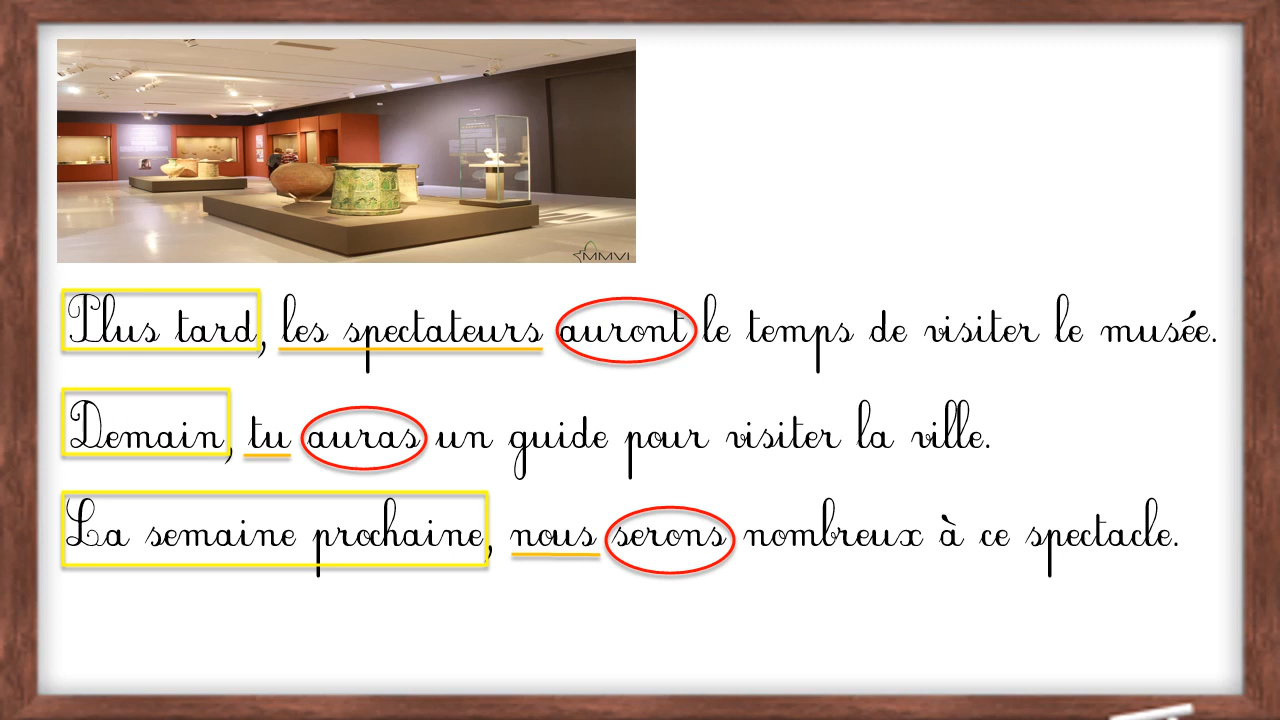 MMVI
Plus tard, les spectateurs auront le temps de visiter le musée.
Demain, tu auras un guide pour visiter la ville.
La semaine prochaine, nous serons nombreux à ce spectacle.